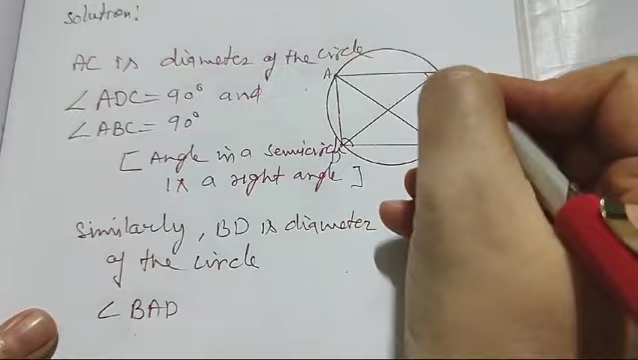 solution:
AC is diameter of the circle
∠ADC = 90° and
∠ABC = 90°
[Angle in a semicircle
is a right angle]
similarly, BD is diameter
of the circle
∠BAD
A